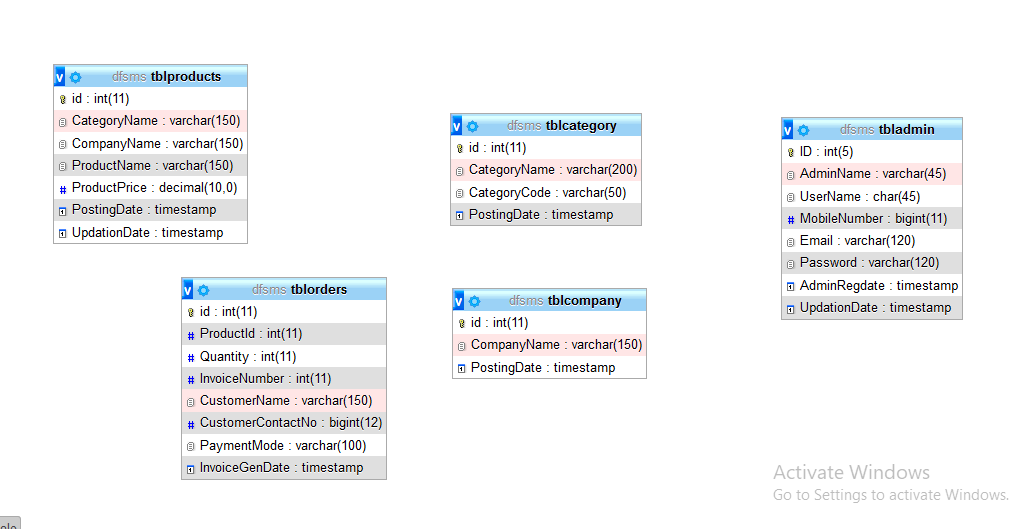 v dfsms tblproducts
id : int(11)
CategoryName : varchar(150)
CompanyName : varchar(150)
ProductName : varchar(150)
# ProductPrice : decimal(10,0)
PostingDate : timestamp
UpdationDate : timestamp
v dfsms tblcategory
id : int(11)
CategoryName : varchar(200)
CategoryCode : varchar(50)
PostingDate : timestamp
v dfsms tbladmin
ID : int(5)
AdminName : varchar(45)
UserName : char(45)
# MobileNumber : bigint(11)
Email : varchar(120)
Password : varchar(120)
AdminRegdate : timestamp
UpdationDate : timestamp
v dfsms tblorders
id : int(11)
# ProductId : int(11)
# Quantity : int(11)
# InvoiceNumber : int(11)
CustomerName : varchar(150)
# CustomerContactNo : bigint(12)
PaymentMode : varchar(100)
InvoiceGenDate : timestamp
v dfsms tblcompany
id : int(11)
CompanyName : varchar(150)
PostingDate : timestamp
Activate Windows
Go to Settings to activate Windows.